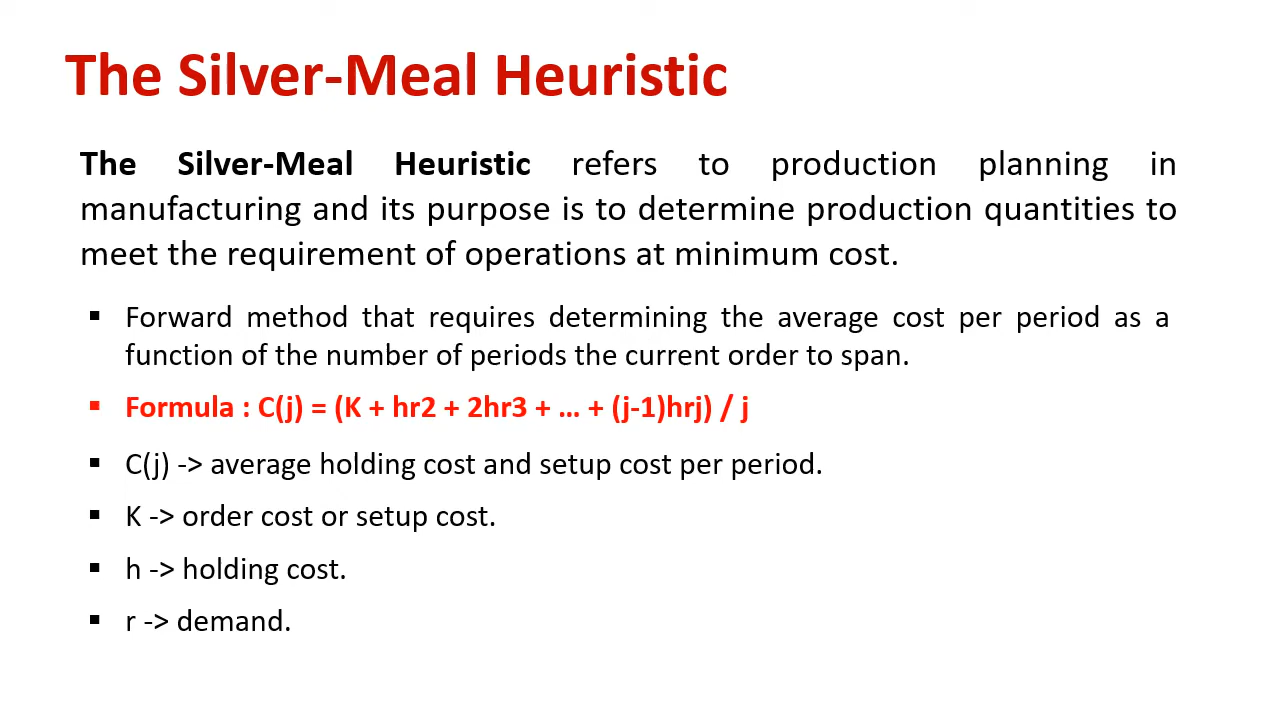 The Silver-Meal Heuristic
The Silver-Meal Heuristic refers to production planning in
manufacturing and its purpose is to determine production quantities to
meet the requirement of operations at minimum cost.
▪ Forward method that requires determining the average cost per period as a
function of the number of periods the current order to span.
▪ Formula : C(j) = (K + hr2 + 2hr3 + ... + (j-1)hrj) / j
▪ C(j) -> average holding cost and setup cost per period.
▪ K -> order cost or setup cost.
▪ h -> holding cost.
▪ r -> demand.